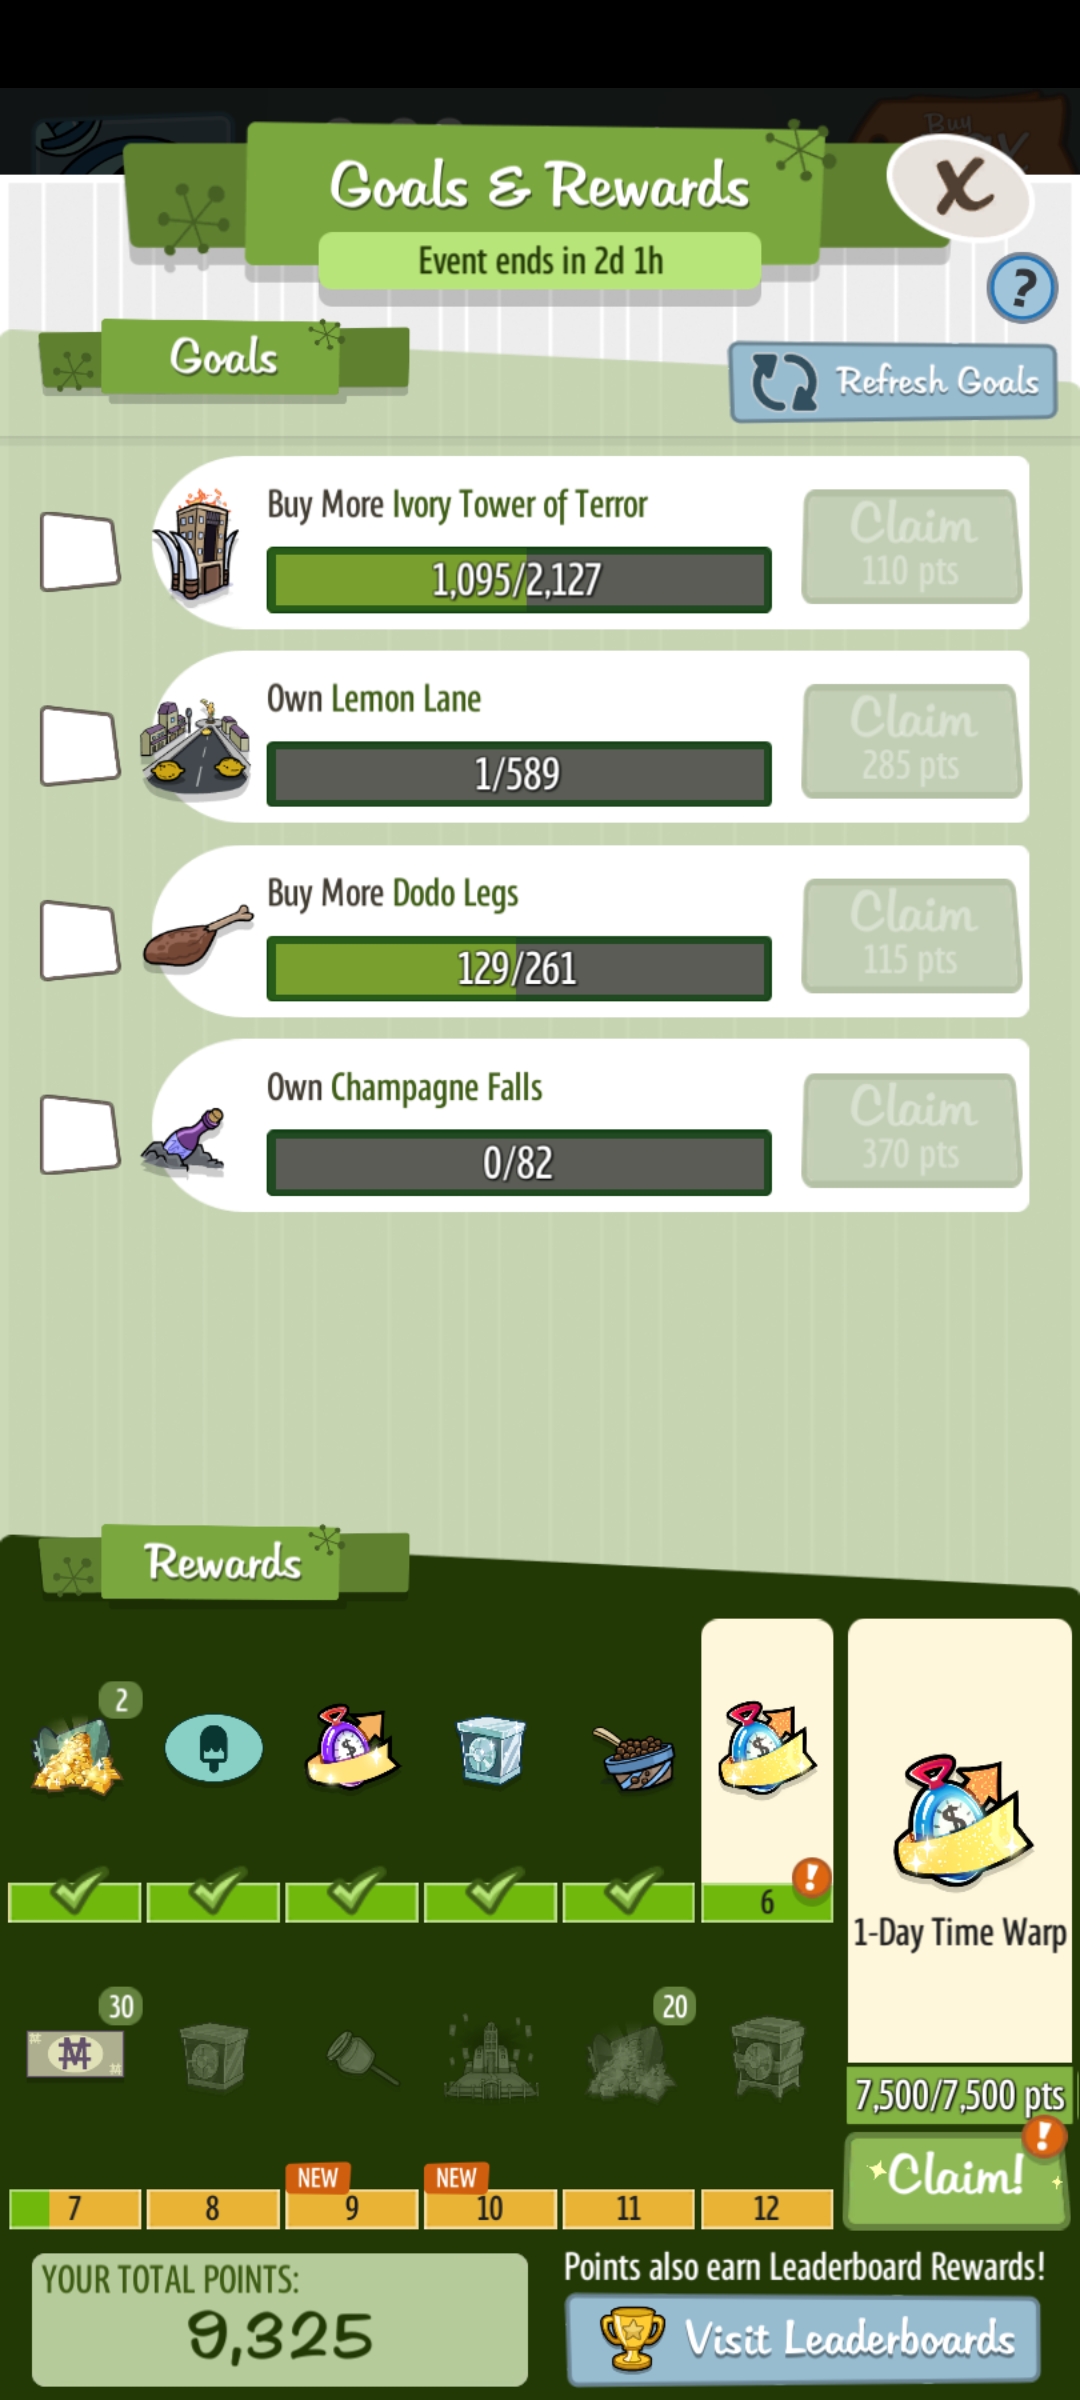 Buy
Goals & Rewards
X
Event ends in 2d 1h
?
Goals
Refresh Goals
Buy More Ivory Tower of Terror
1,095/2,127
Claim
110 pts
Own Lemon Lane
1/589
Claim
285 pts
Buy More Dodo Legs
129/261
Claim
115 pts
Own Champagne Falls
0/82
Claim
370 pts
Rewards
2
6
!
1-Day Time Warp
7,500/7,500 pts
!
Claim!
30
20
7
8
NEW
9
NEW
10
11
12
YOUR TOTAL POINTS:
9,325
Points also earn Leaderboard Rewards!
Visit Leaderboards